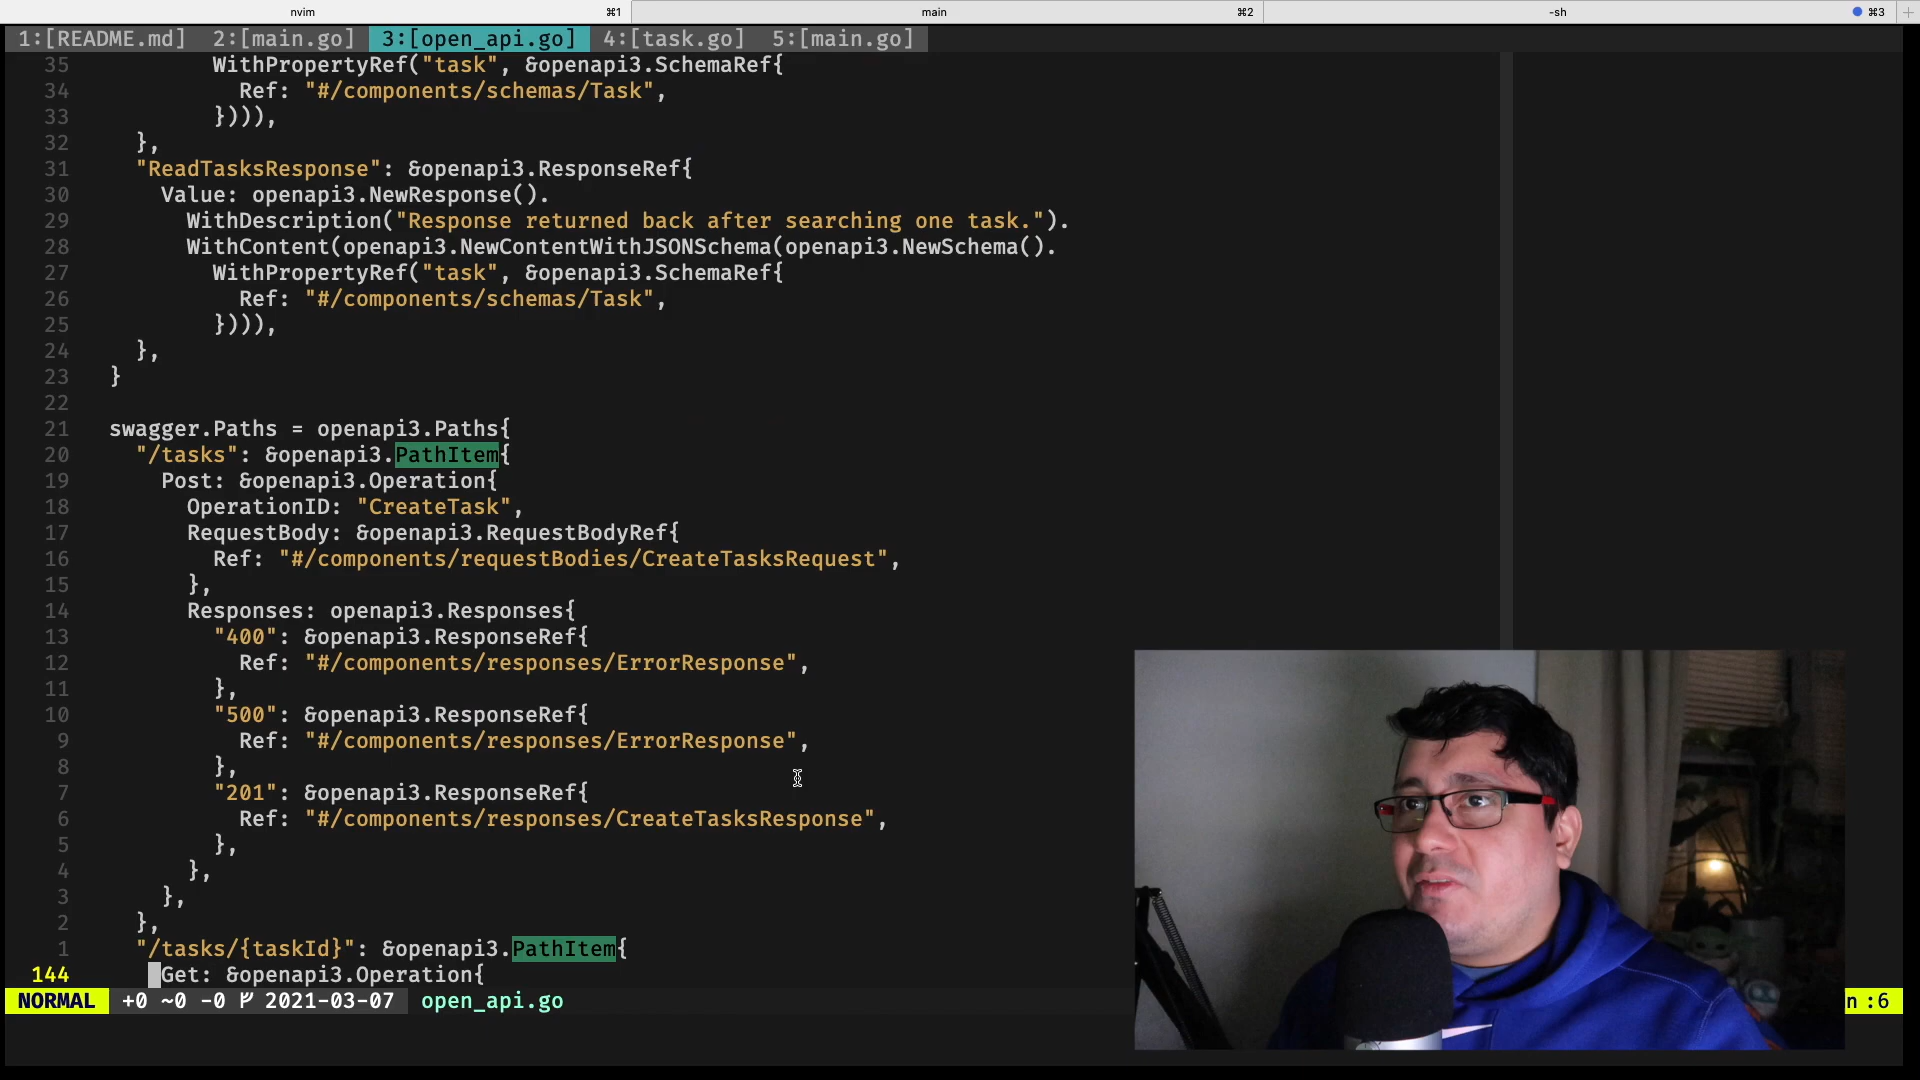 nvim ⌘1 main ⌘2 -sh ⌘3 +
1:[README.md] 2:[main.go] 3:[open_api.go] 4:[task.go] 5:[main.go]
35 WithPropertyRef("task", &openapi3.SchemaRef{
34 Ref: "#/components/schemas/Task",
33 }))),
32 },
31 "ReadTasksResponse": &openapi3.ResponseRef{
30 Value: openapi3.NewResponse().
29 WithDescription("Response returned back after searching one task.").
28 WithContent(openapi3.NewContentWithJSONSchema(openapi3.NewSchema().
27 WithPropertyRef("task", &openapi3.SchemaRef{
26 Ref: "#/components/schemas/Task",
25 }))),
24 },
23 }
22
21 swagger.Paths = openapi3.Paths{
20 "/tasks": &openapi3.PathItem{
19 Post: &openapi3.Operation{
18 OperationID: "CreateTask",
17 RequestBody: &openapi3.RequestBodyRef{
16 Ref: "#/components/requestBodies/CreateTasksRequest",
15 },
14 Responses: openapi3.Responses{
13 "400": &openapi3.ResponseRef{
12 Ref: "#/components/responses/ErrorResponse",
11 },
10 "500": &openapi3.ResponseRef{
9 Ref: "#/components/responses/ErrorResponse",
8 },
7 "201": &openapi3.ResponseRef{
6 Ref: "#/components/responses/CreateTasksResponse",
5 },
4 },
3 },
2 },
1 "/tasks/{taskId}": &openapi3.PathItem{
144 Get: &openapi3.Operation{
NORMAL +0 ~0 -0 2021-03-07 open_api.go n :6